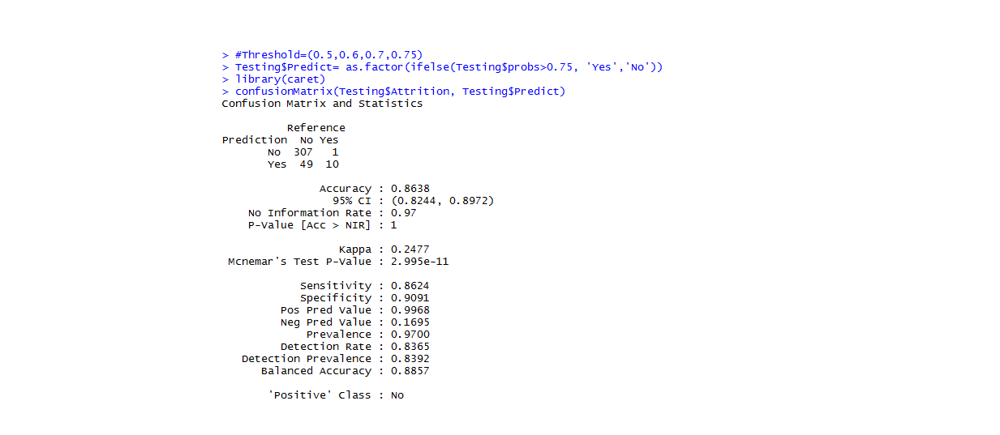 > #Threshold=(0.5,0.6,0.7,0.75)
> Testing$Predict= as.factor(ifelse(Testing$probs>0.75, 'Yes','No'))
> library(caret)
> confusionMatrix(Testing$Attrition, Testing$Predict)
Confusion Matrix and Statistics

          Reference
Prediction  No Yes
       No  307   1
       Yes  49  10

               Accuracy : 0.8638
                 95% CI : (0.8244, 0.8972)
    No Information Rate : 0.97
    P-Value [Acc > NIR] : 1

                  Kappa : 0.2477
 Mcnemar's Test P-Value : 2.995e-11

            Sensitivity : 0.8624
            Specificity : 0.9091
         Pos Pred Value : 0.9968
         Neg Pred Value : 0.1695
             Prevalence : 0.9700
         Detection Rate : 0.8365
   Detection Prevalence : 0.8392
      Balanced Accuracy : 0.8857

       'Positive' Class : No